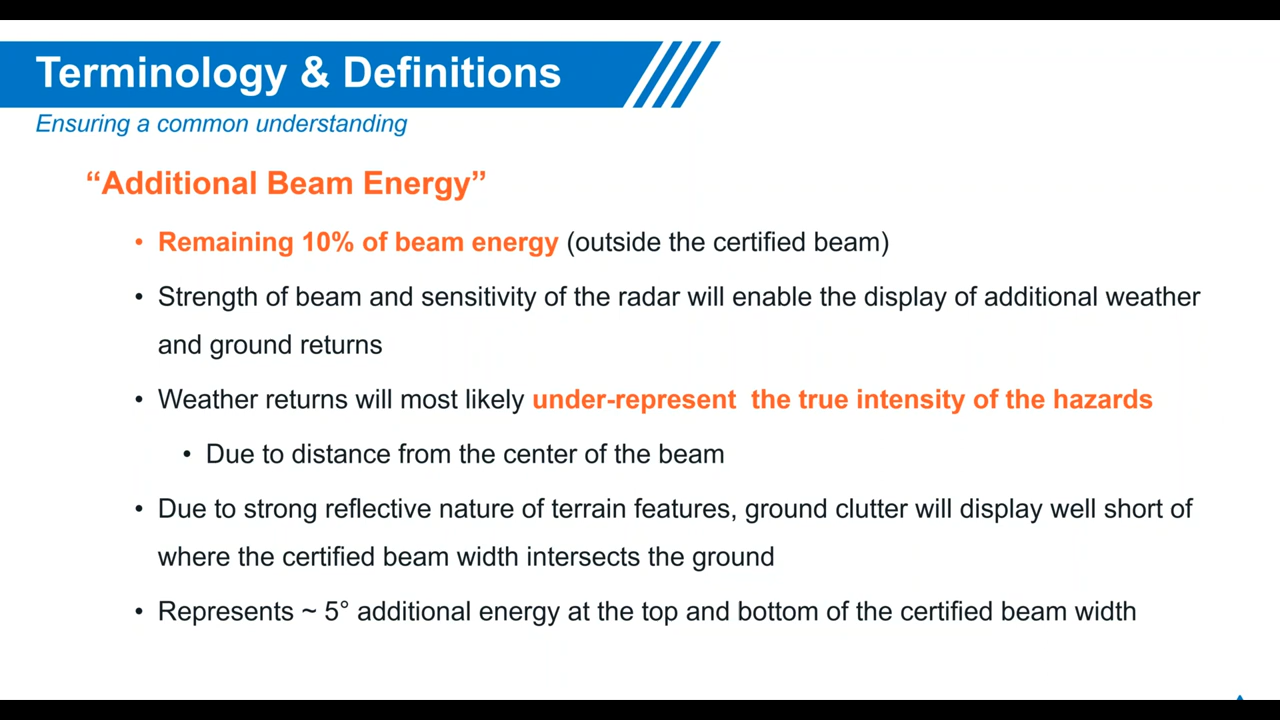 Terminology & Definitions
Ensuring a common understanding
“Additional Beam Energy”
• Remaining 10% of beam energy (outside the certified beam)
• Strength of beam and sensitivity of the radar will enable the display of additional weather
and ground returns
• Weather returns will most likely under-represent  the true intensity of the hazards
• Due to distance from the center of the beam
• Due to strong reflective nature of terrain features, ground clutter will display well short of
where the certified beam width intersects the ground
• Represents ~ 5° additional energy at the top and bottom of the certified beam width